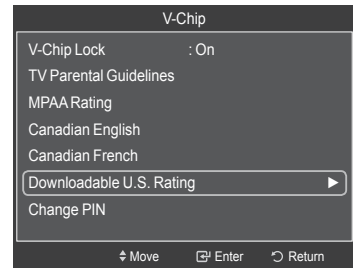 V-Chip
V-Chip Lock : On
TV Parental Guidelines
MPAA Rating
Canadian English
Canadian French
Downloadable U.S. Rating
Change PIN
Move Enter Return